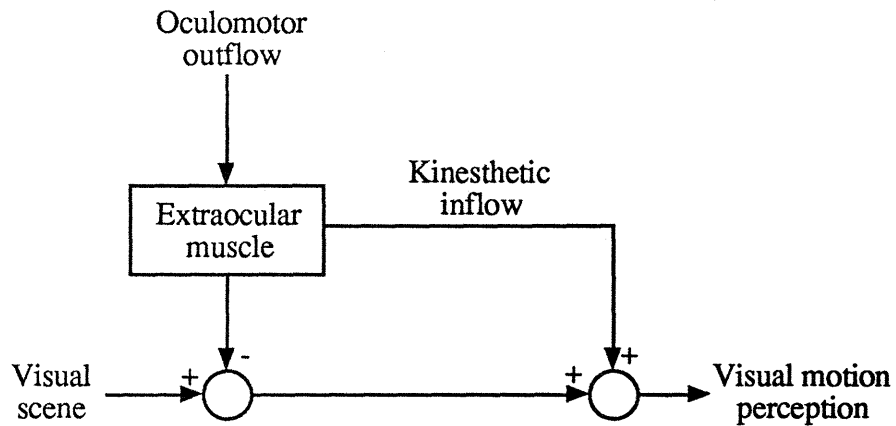 Oculomotor
outflow
Kinesthetic
inflow
Extraocular
muscle
-
+
+
+
Visual
scene
Visual motion
perception